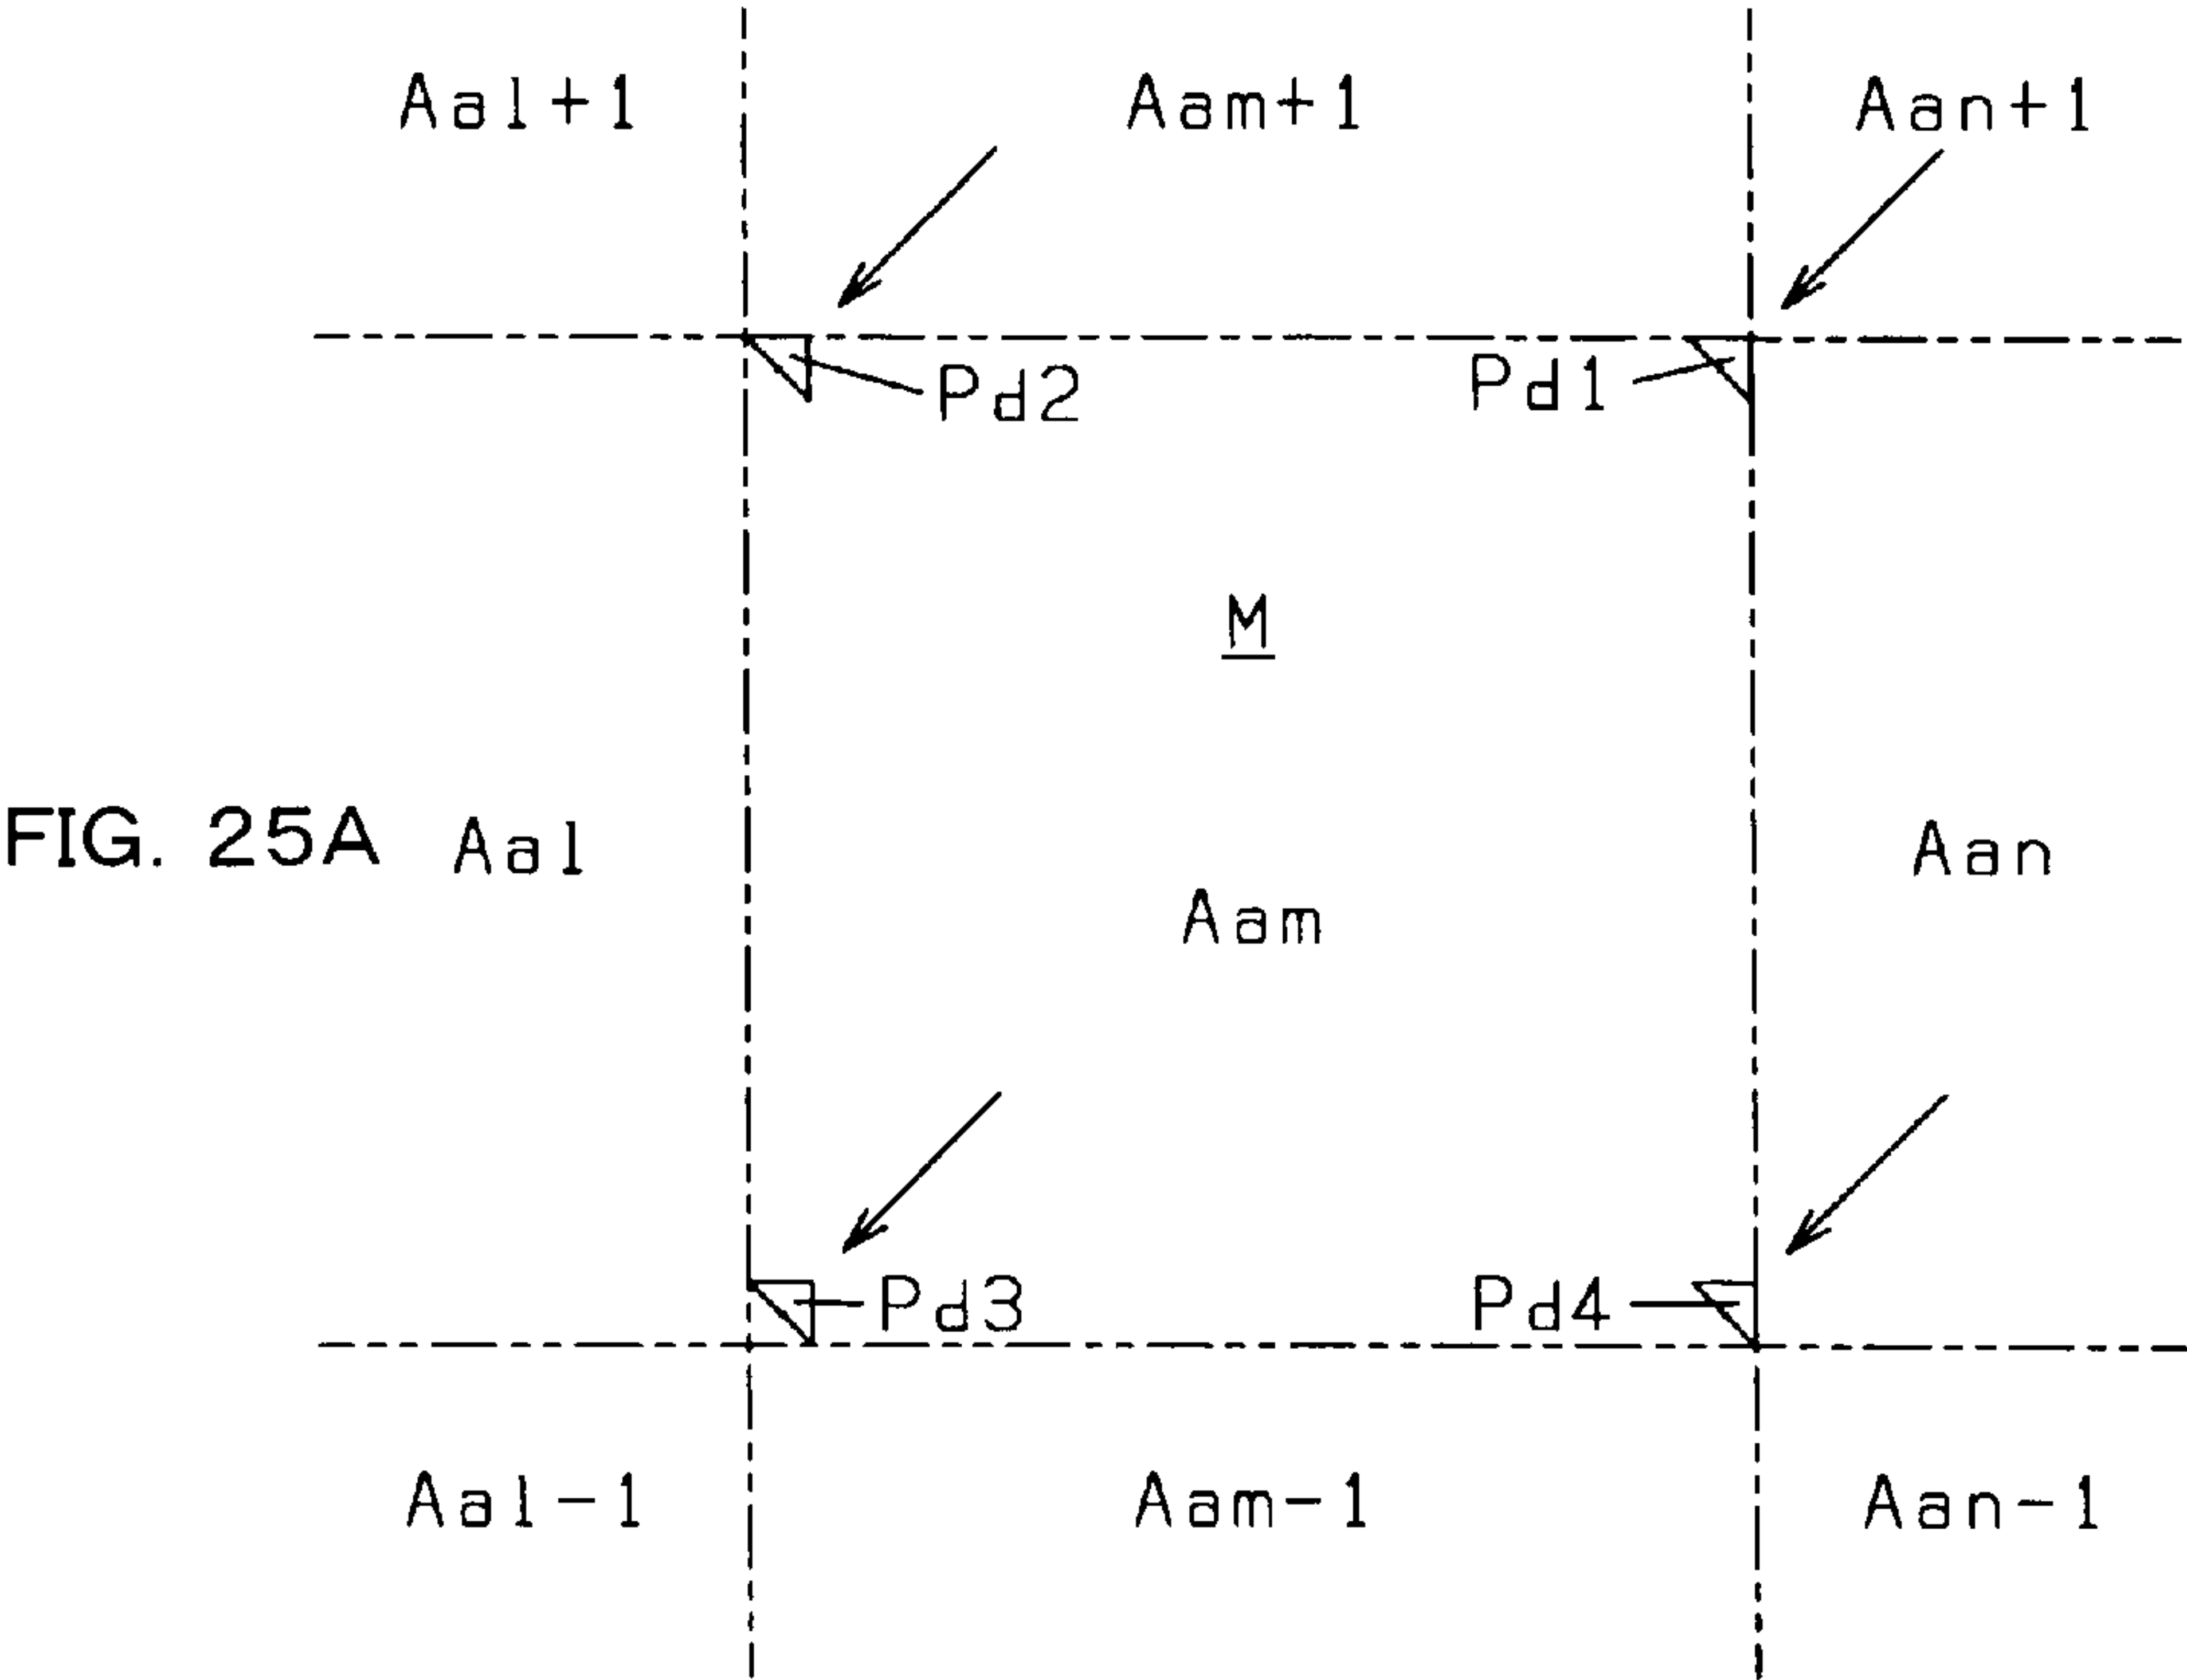 Aal+1 Aam+1 Aan+1
Pd2 Pd1
M
FIG. 25A Aal Aan
Aam
Pd3 Pd4
Aal-1 Aam-1 Aan-1